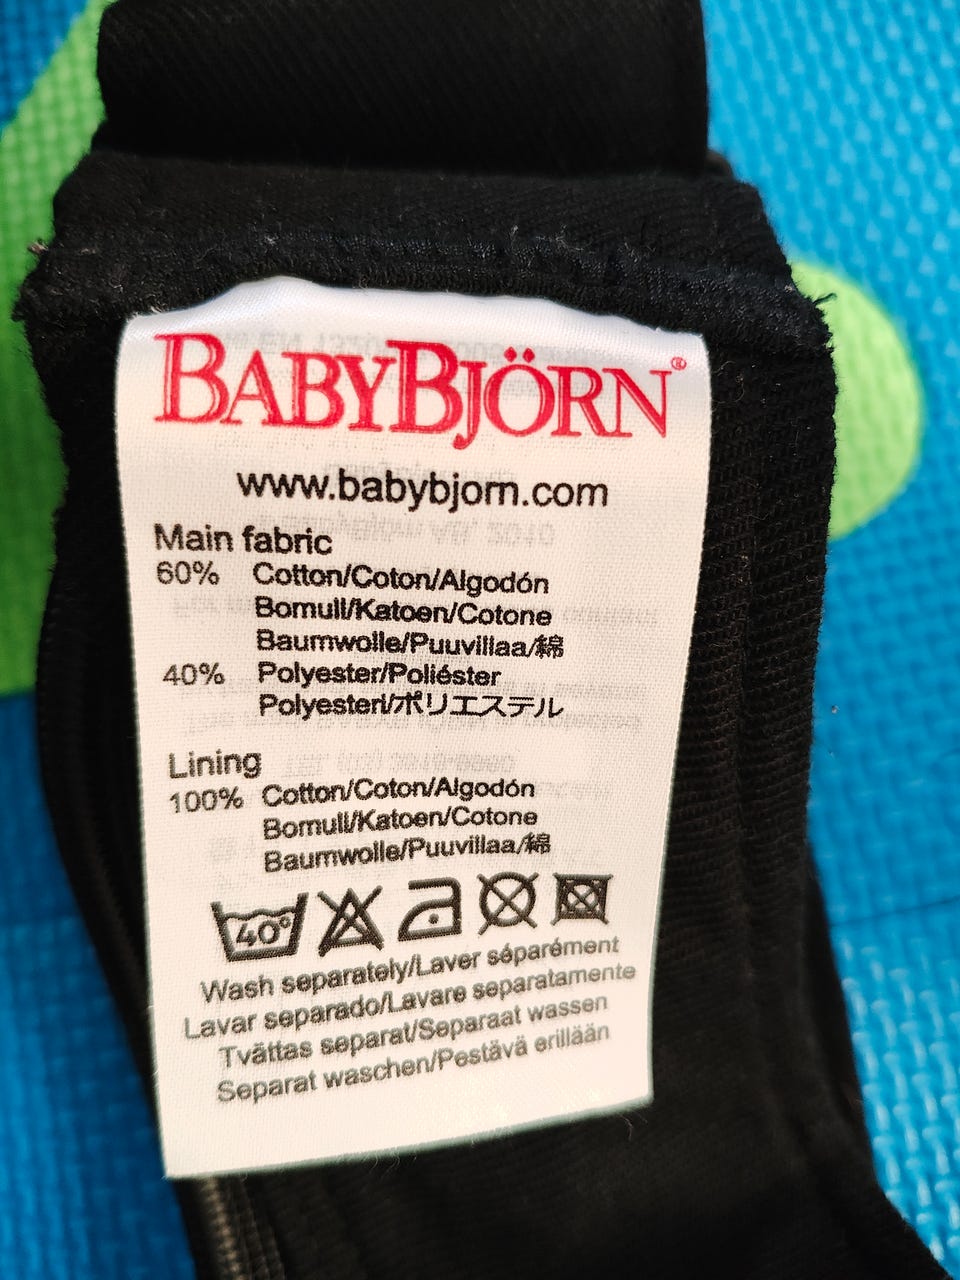 BABYBJÖRN®
www.babybjorn.com
Main fabric
60% Cotton/Coton/Algodón
Bomull/Katoen/Cotone
Baumwolle/Puuvillaa/綿
40% Polyester/Poliéster
Polyesteri/ポリエステル
Lining
100% Cotton/Coton/Algodón
Bomull/Katoen/Cotone
Baumwolle/Puuvillaa/綿
40°
Wash separately/Laver séparément
Lavar separado/Lavare separatamente
Tvättas separat/Separaat wassen
Separat waschen/Pestävä erillään